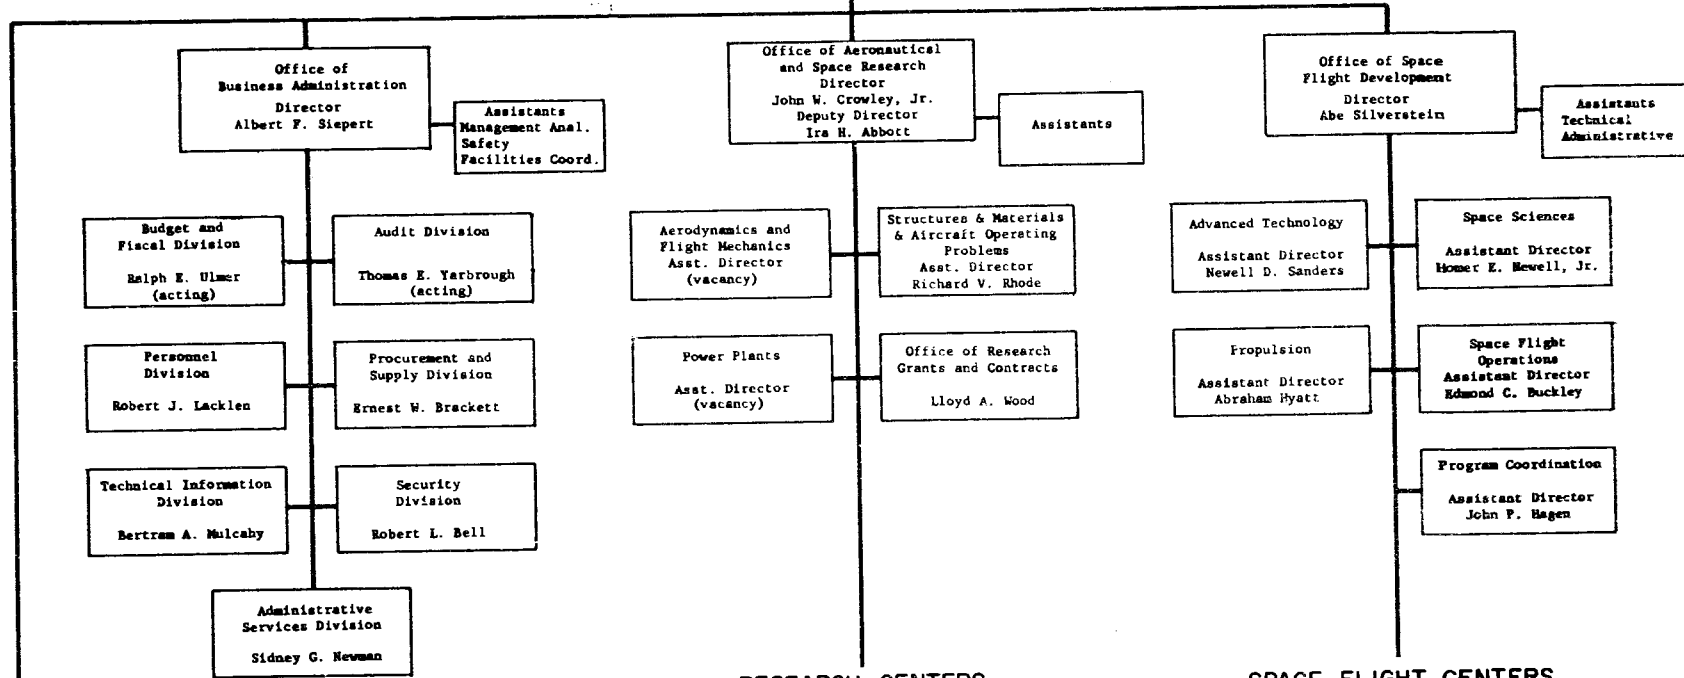 Office of
Business Administration
Director
Albert F. Siepert
Assistants
Management Anal.
Safety
Facilities Coord.
Budget and
Fiscal Division
Ralph E. Ulmer
(acting)
Audit Division
Thomas E. Yarbrough
(acting)
Personnel
Division
Robert J. Lacklen
Procurement and
Supply Division
Ernest W. Brackett
Technical Information
Division
Bertram A. Mulcahy
Security
Division
Robert L. Bell
Administrative
Services Division
Sidney G. Newman
Office of Aeronautical
and Space Research
Director
John W. Crowley, Jr.
Deputy Director
Ira H. Abbott
Assistants
Aerodynamics and
Flight Mechanics
Asst. Director
(vacancy)
Structures & Materials
& Aircraft Operating
Problems
Asst. Director
Richard V. Rhode
Power Plants
Asst. Director
(vacancy)
Office of Research
Grants and Contracts
Lloyd A. Wood
RESEARCH CENTERS
Office of Space
Flight Development
Director
Abe Silverstein
Assistants
Technical
Administrative
Advanced Technology
Assistant Director
Newell D. Sanders
Space Sciences
Assistant Director
Homer E. Newell, Jr.
Propulsion
Assistant Director
Abraham Hyatt
Space Flight
Operations
Assistant Director
Edmond C. Buckley
Program Coordination
Assistant Director
John P. Hagen
SPACE FLIGHT CENTERS